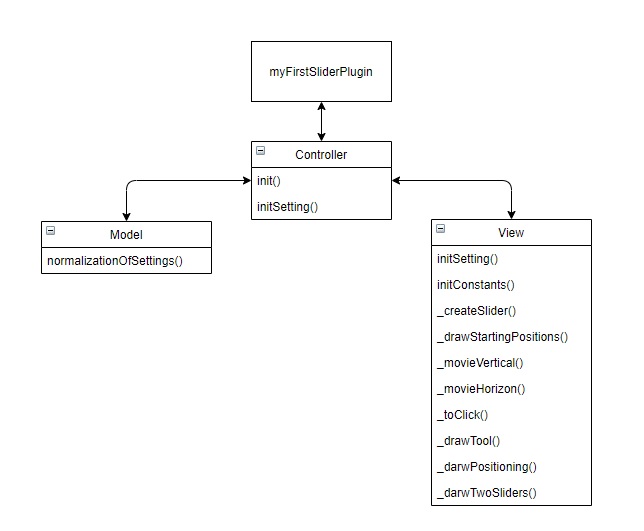 myFirstSliderPlugin
Controller
init()
initSetting()
Model
normalizationOfSettings()
View
initSetting()
initConstants()
_createSlider()
_drawStartingPositions()
_movieVertical()
_movieHorizon()
_toClick()
_drawTool()
_darwPositioning()
_darwTwoSliders()